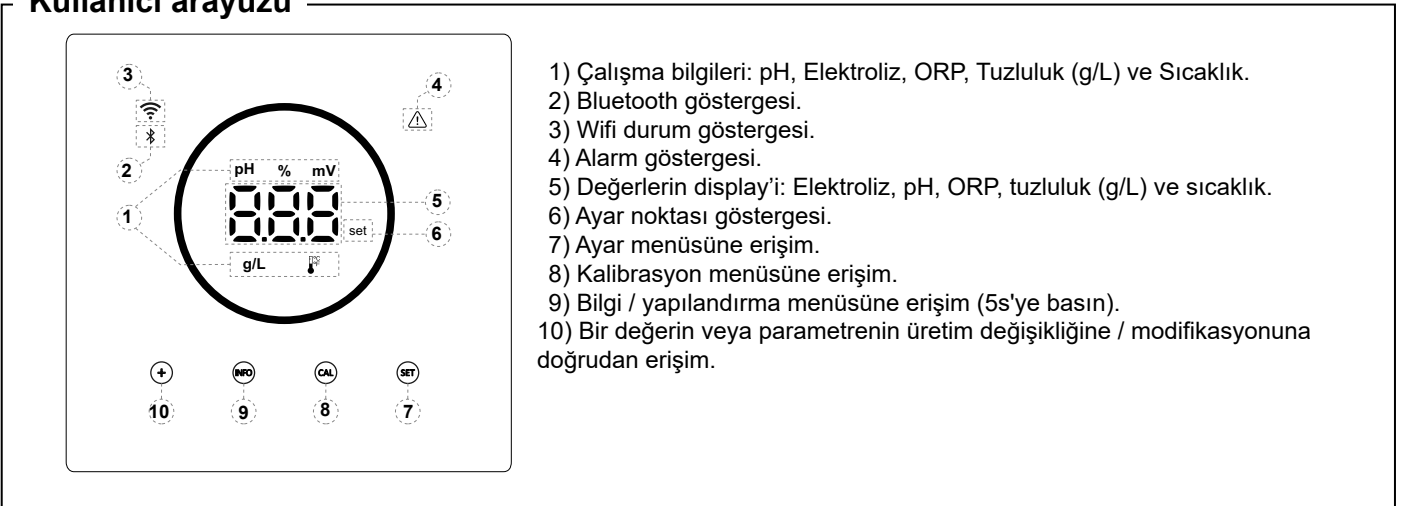 Kullanıcı arayüzü
3
4
2
pH % mV
8.8.8
5
1
set
6
g/L
+
INFO
CAL
SET
10
9
8
7
1) Çalışma bilgileri: pH, Elektroliz, ORP, Tuzluluk (g/L) ve Sıcaklık.
2) Bluetooth göstergesi.
3) Wifi durum göstergesi.
4) Alarm göstergesi.
5) Değerlerin display’i: Elektroliz, pH, ORP, tuzluluk (g/L) ve sıcaklık.
6) Ayar noktası göstergesi.
7) Ayar menüsüne erişim.
8) Kalibrasyon menüsüne erişim.
9) Bilgi / yapılandırma menüsüne erişim (5s'ye basın).
10) Bir değerin veya parametrenin üretim değişikliğine / modifikasyonuna
doğrudan erişim.